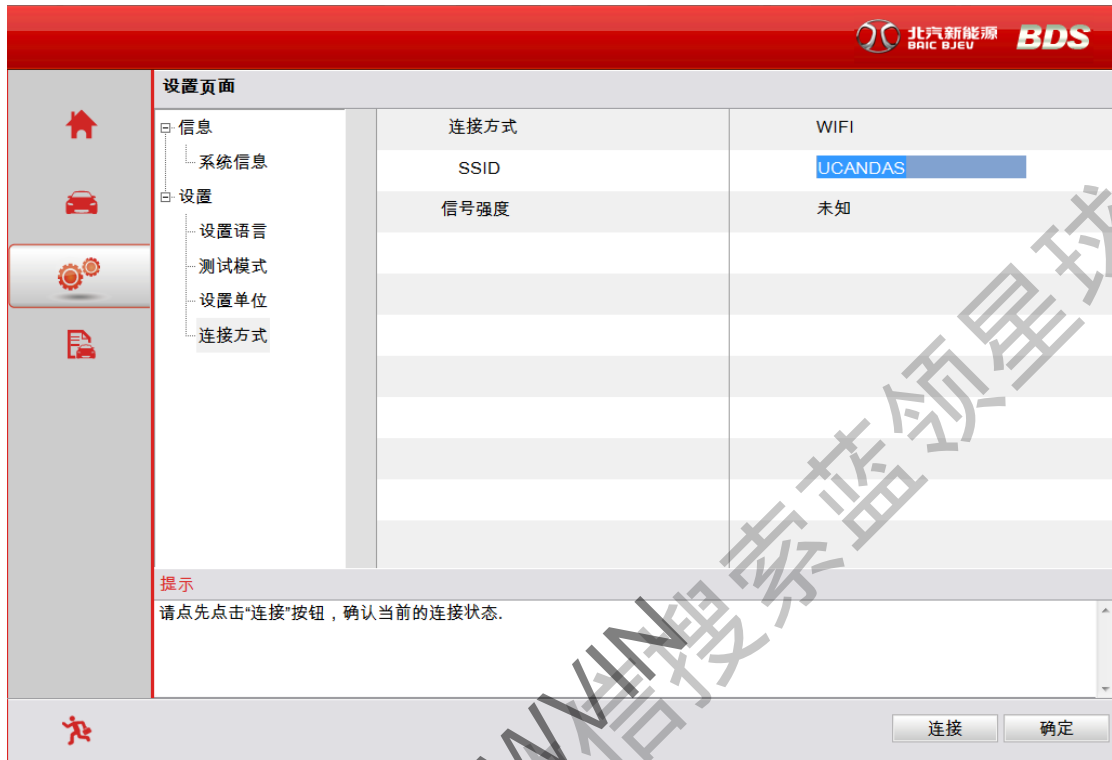 北汽新能源
BAIC BJEV
BDS
设置页面
信息
系统信息
设置
设置语言
测试模式
设置单位
连接方式
连接方式 WIFI
SSID UCANDAS
信号强度 未知
提示
请点先点击“连接”按钮，确认当前的连接状态.
连接 确定
信搜索蓝领星球